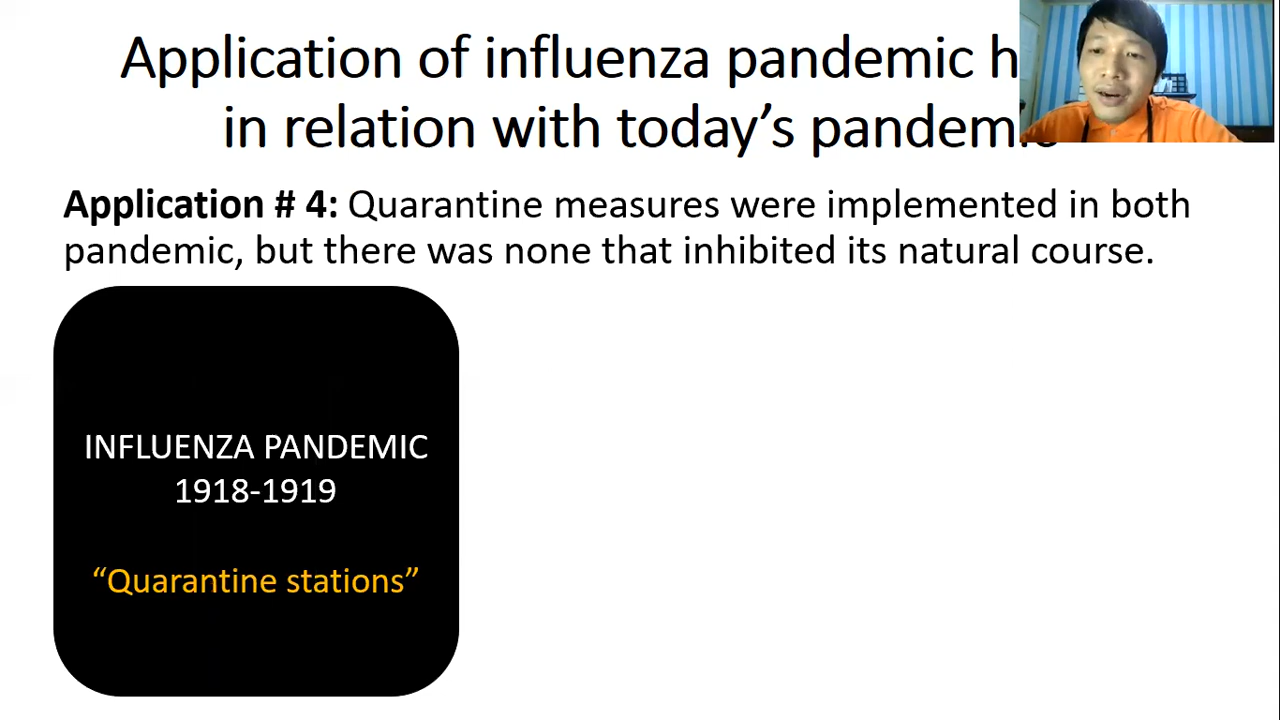 Application of influenza pandemic
in relation with today’s
Application # 4: Quarantine measures were implemented in both
pandemic, but there was none that inhibited its natural course.
INFLUENZA PANDEMIC
1918-1919
“Quarantine stations”